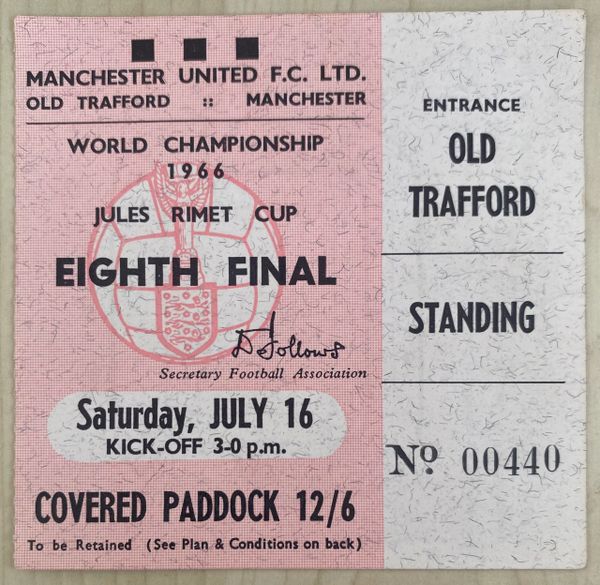 MANCHESTER UNITED F.C. LTD.
OLD TRAFFORD :: MANCHESTER
WORLD CHAMPIONSHIP
1966
JULES RIMET CUP
EIGHTH FINAL
D Follows
Secretary Football Association
Saturday, JULY 16
KICK-OFF 3-0 p.m.
COVERED PADDOCK 12/6
To be Retained (See Plan & Conditions on back)
ENTRANCE
OLD
TRAFFORD
STANDING
Nº 00440